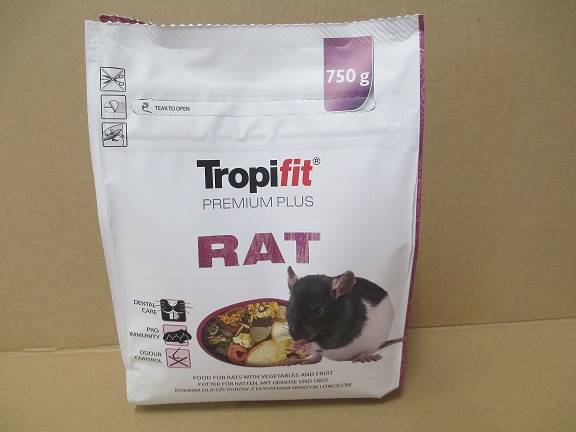 750 g
TEAR TO OPEN
Tropifit®
PREMIUM PLUS
RAT
DENTAL
CARE
PRO
IMMUNITY
ODOUR
CONTROL
FOOD FOR RATS WITH VEGETABLES AND FRUIT
FUTTER FÜR RATTEN, MIT GEMÜSE UND OBST
POKARM DLA SZCZURÓW Z DODATKIEM WARZYW I OWOCÓW